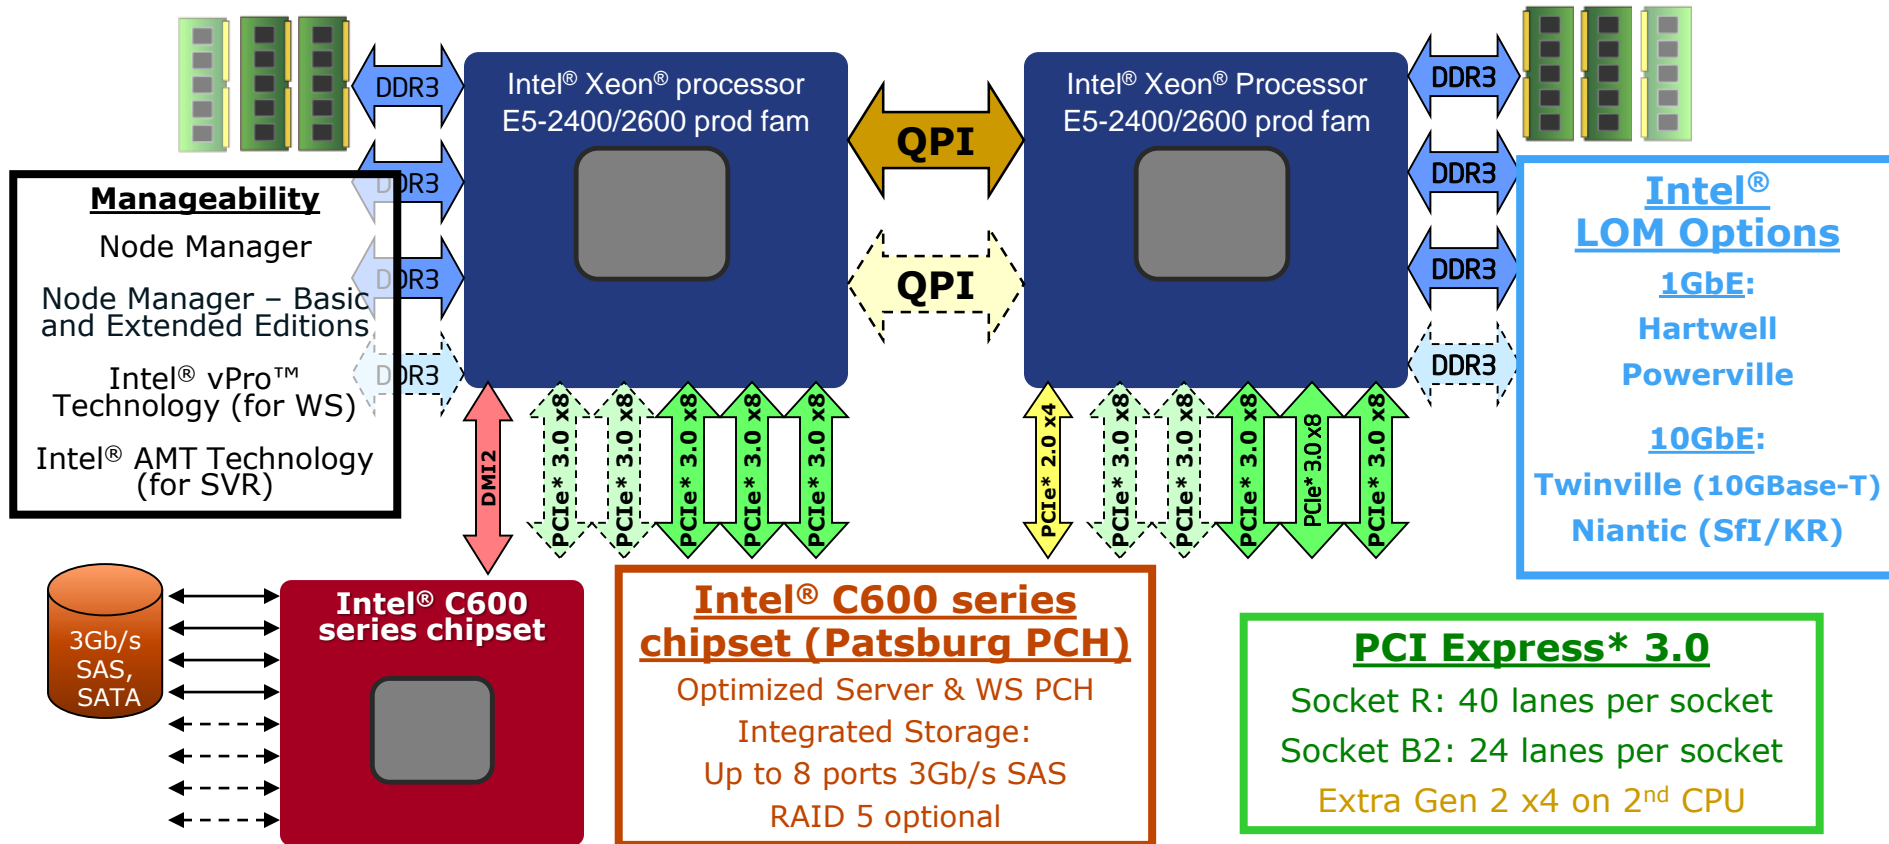 DDR3
Intel® Xeon® processor
E5-2400/2600 prod fam
QPI
Intel® Xeon® Processor
E5-2400/2600 prod fam
DDR3
DDR3
DDR3
DDR3
QPI
DDR3
DDR3
DDR3
DDR3
Manageability
Node Manager
Node Manager – Basic
and Extended Editions
Intel® vPro™
Technology (for WS)
Intel® AMT Technology
(for SVR)
Intel®
LOM Options
1GbE:
Hartwell
Powerville
10GbE:
Twinville (10GBase-T)
Niantic (SfI/KR)
DMI2
PCIe* 3.0 x8
PCIe* 3.0 x8
PCIe* 3.0 x8
PCIe* 3.0 x8
PCIe* 3.0 x8
PCIe* 2.0 x4
PCIe* 3.0 x8
PCIe* 3.0 x8
PCIe* 3.0 x8
PCIe* 3.0 x8
PCIe* 3.0 x8
3Gb/s
SAS,
SATA
Intel® C600
series chipset
Intel® C600 series
chipset (Patsburg PCH)
Optimized Server & WS PCH
Integrated Storage:
Up to 8 ports 3Gb/s SAS
RAID 5 optional
PCI Express* 3.0
Socket R: 40 lanes per socket
Socket B2: 24 lanes per socket
Extra Gen 2 x4 on 2nd CPU